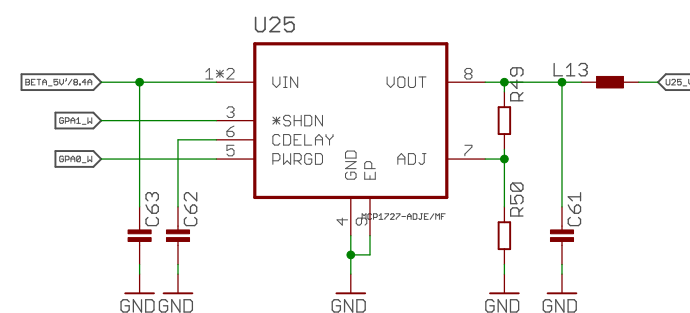 U25
BETA_5V'/8.4A
1*2
VIN
VOUT
8
R49
L13
GPA1_W
3
*SHDN
6
CDELAY
GPA0_W
5
PWRGD
GND
EP
ADJ
7
4
9
MCP1727-ADJE/MF
C63
C62
R50
C61
GND
GND
GND
GND
GND